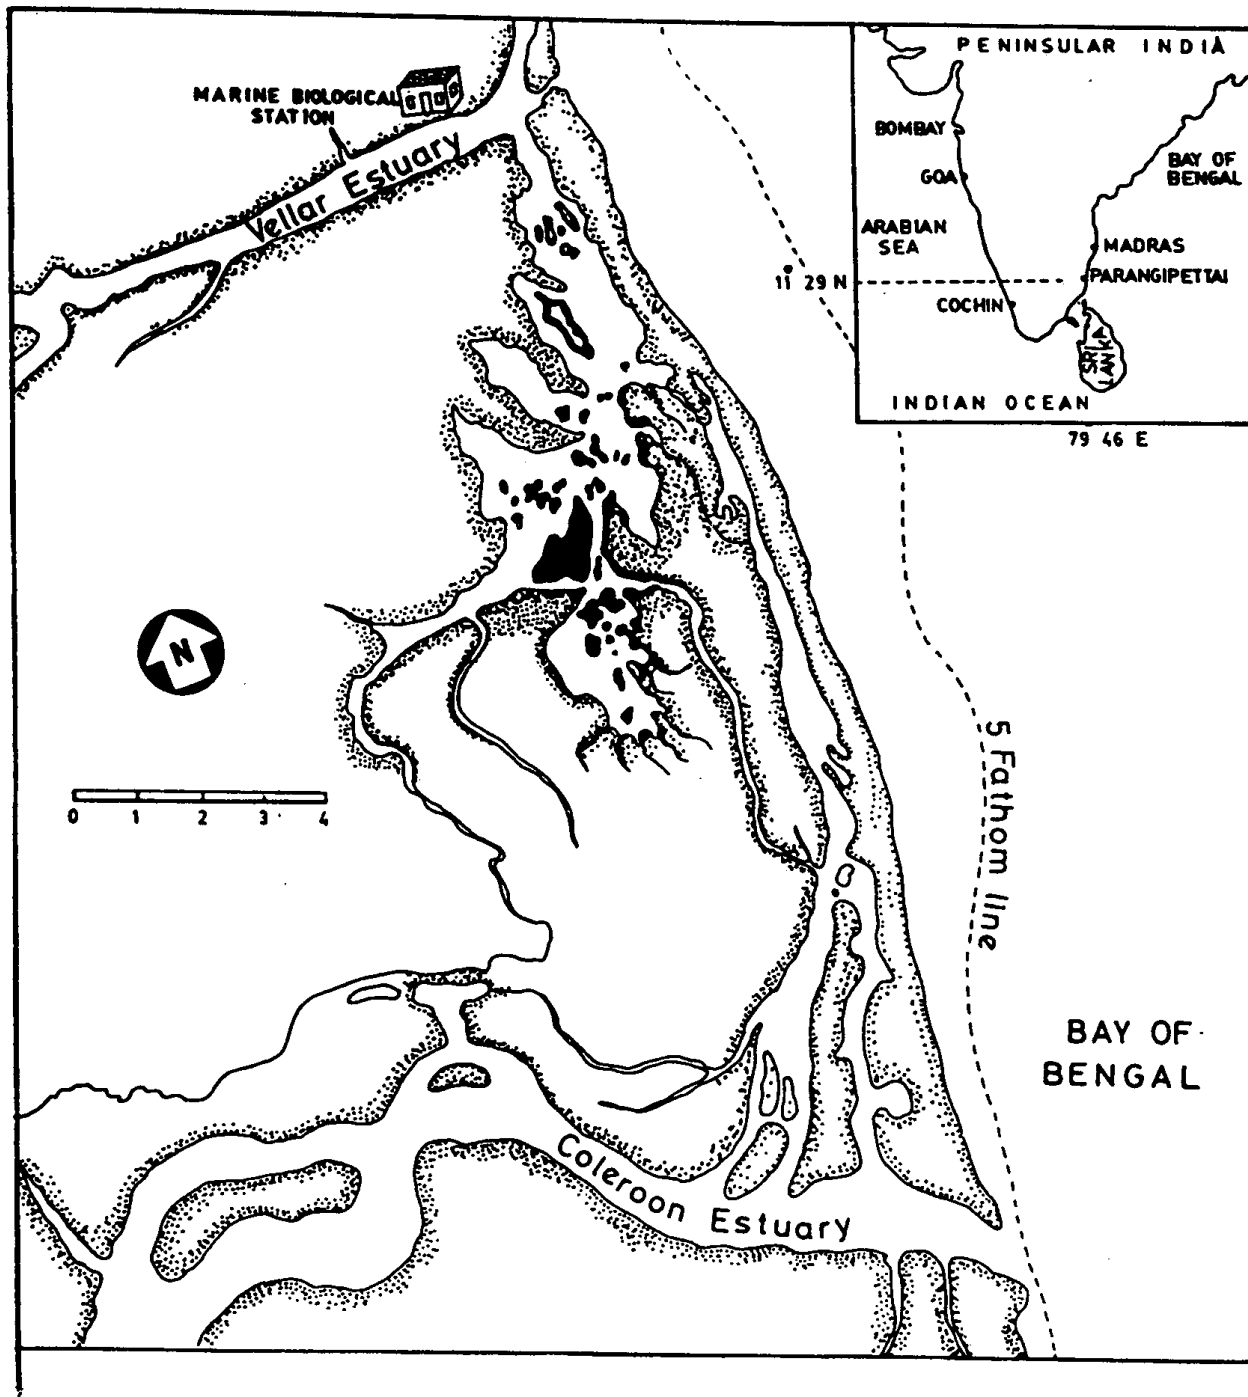 PENINSULAR INDIA
BOMBAY
GOA
BAY OF
BENGAL
ARABIAN
SEA
MADRAS
PARANGIPETTAI
11° 29 N
COCHIN
SRI
LANKA
INDIAN OCEAN
79 46 E
MARINE BIOLOGICAL
STATION
Vellar Estuary
N
0 1 2 3 4
5 Fathom line
BAY OF
BENGAL
Coleroon Estuary